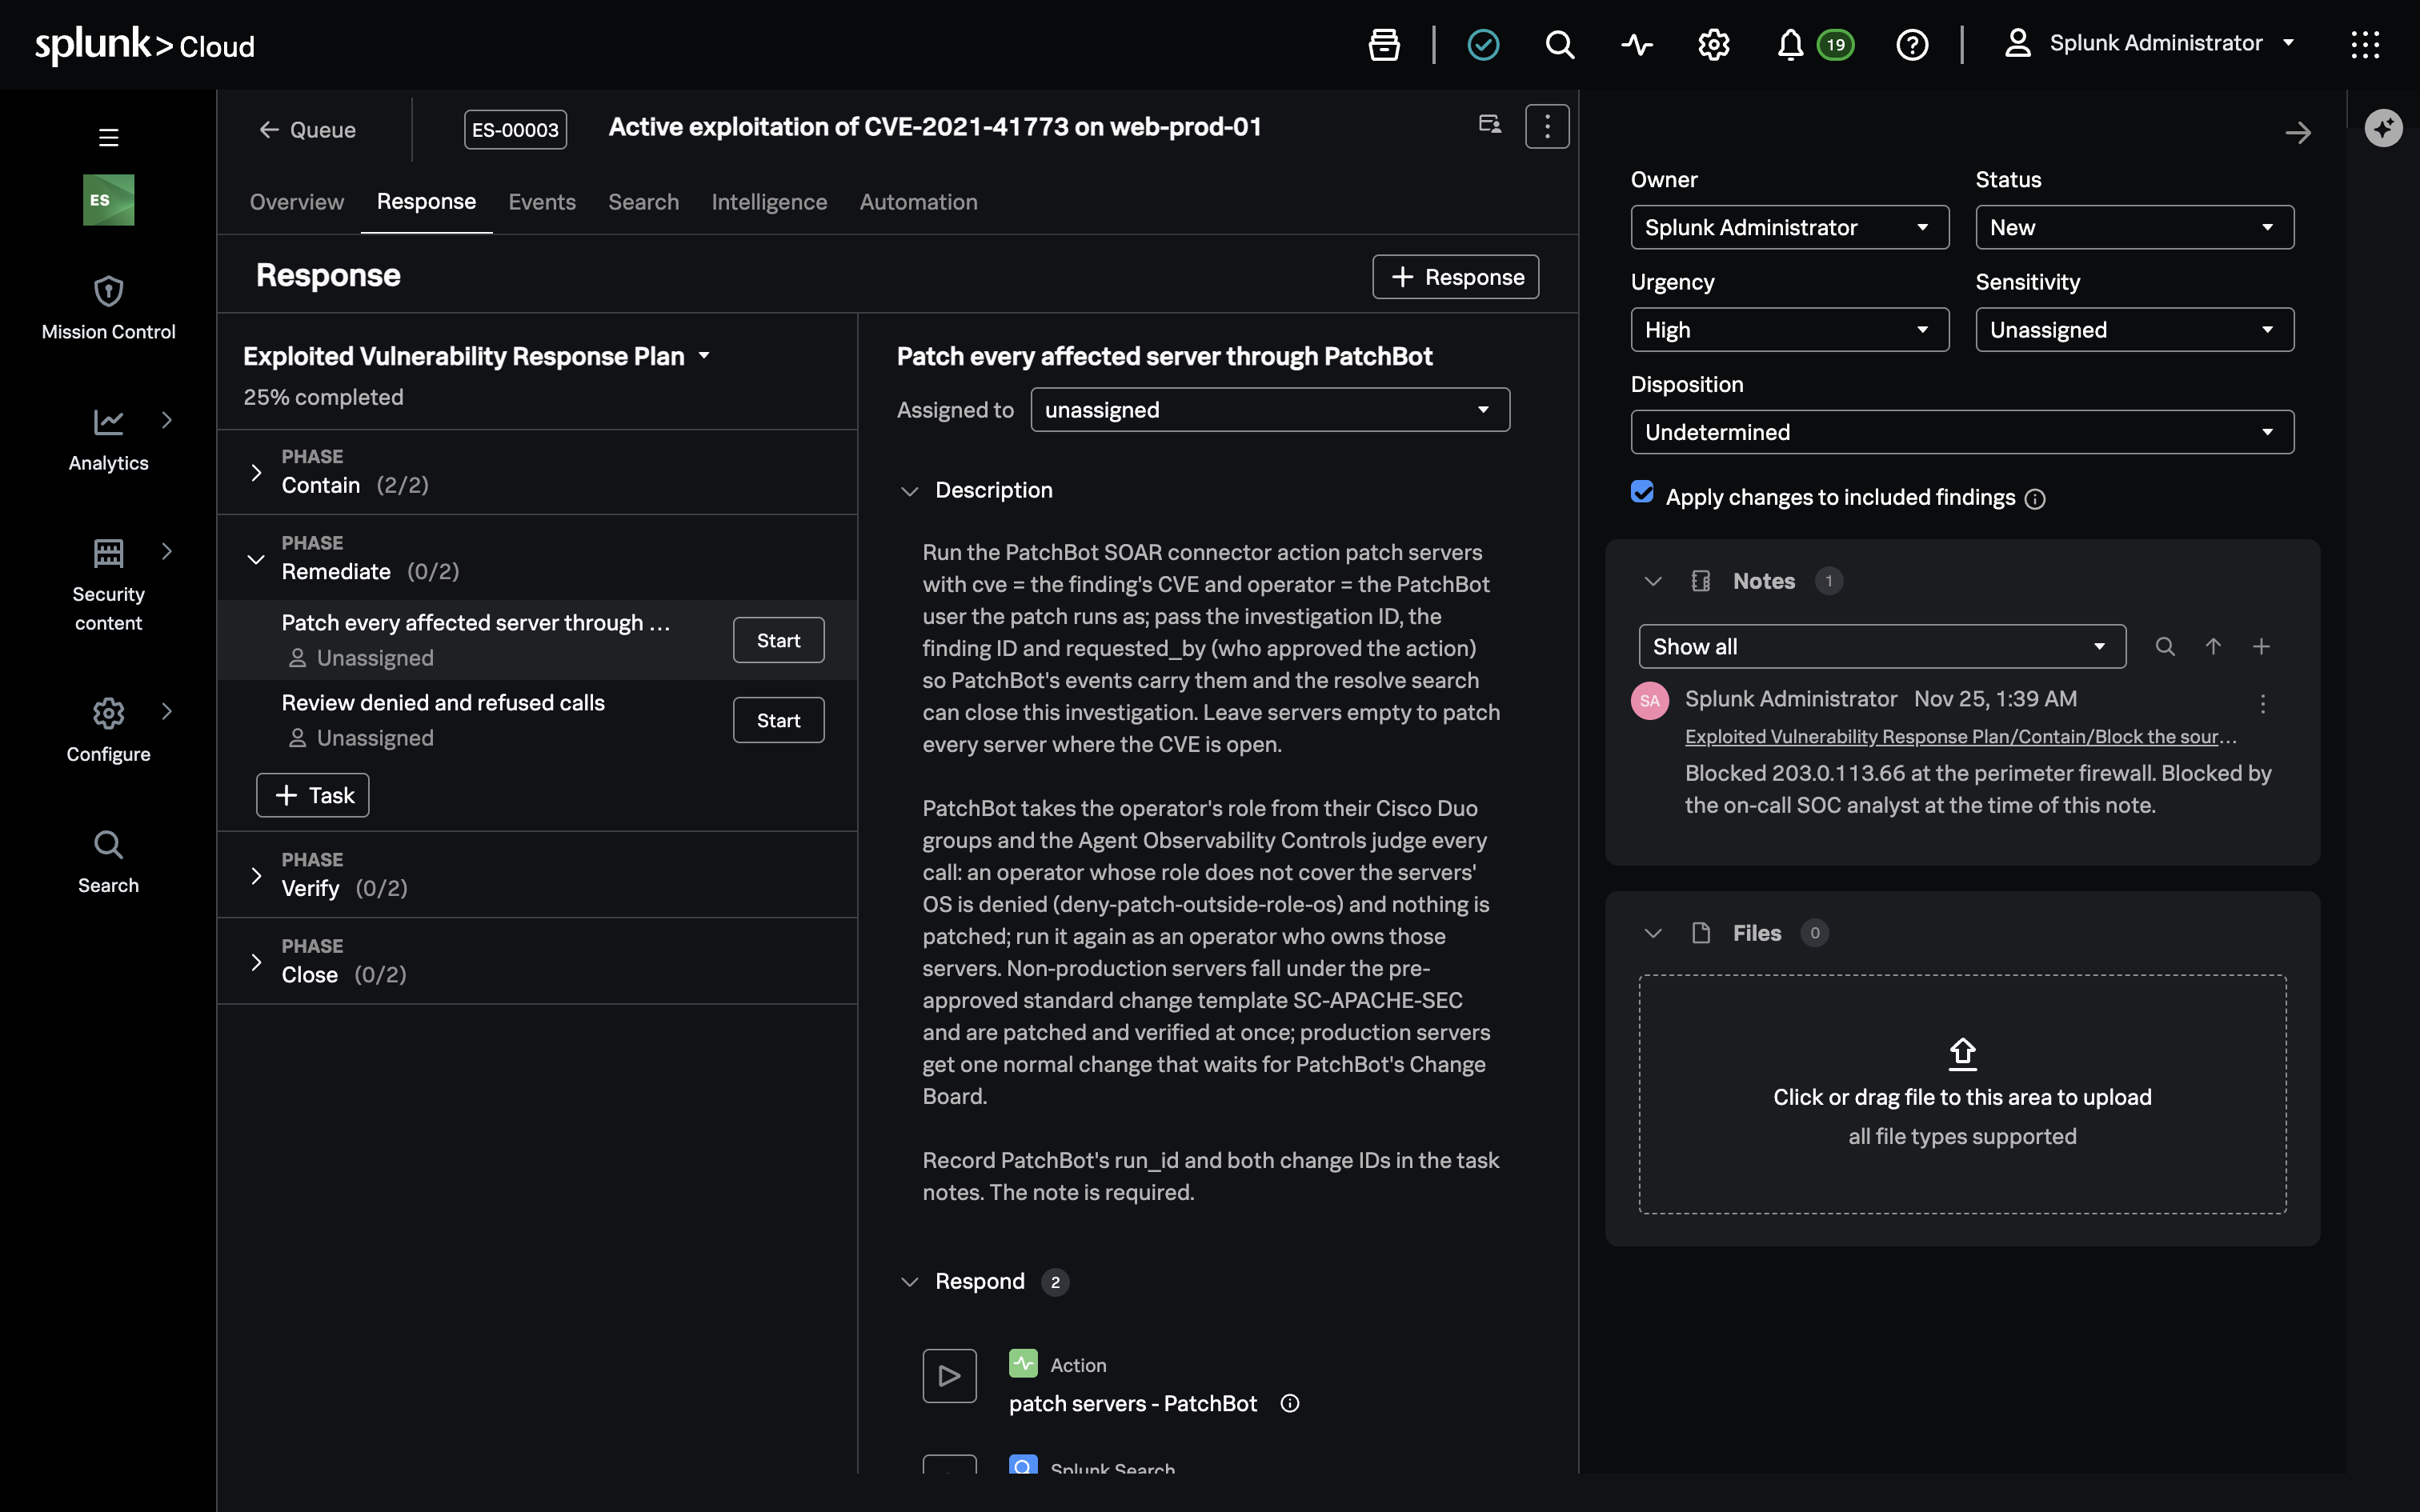 splunk>Cloud
19
Splunk Administrator
ES
Mission Control
Analytics
Security
content
Configure
Search
Queue
ES-00003
Active exploitation of CVE-2021-41773 on web-prod-01
Overview
Response
Events
Search
Intelligence
Automation
Response
Response
Exploited Vulnerability Response Plan
25% completed
PHASE
Contain (2/2)
PHASE
Remediate (0/2)
Patch every affected server through ...
Unassigned
Start
Review denied and refused calls
Unassigned
Start
Task
PHASE
Verify (0/2)
PHASE
Close (0/2)
Patch every affected server through PatchBot
Assigned to
unassigned
Description
Run the PatchBot SOAR connector action patch servers
with cve = the finding's CVE and operator = the PatchBot
user the patch runs as; pass the investigation ID, the
finding ID and requested_by (who approved the action)
so PatchBot's events carry them and the resolve search
can close this investigation. Leave servers empty to patch
every server where the CVE is open.
PatchBot takes the operator's role from their Cisco Duo
groups and the Agent Observability Controls judge every
call: an operator whose role does not cover the servers'
OS is denied (deny-patch-outside-role-os) and nothing is
patched; run it again as an operator who owns those
servers. Non-production servers fall under the pre-
approved standard change template SC-APACHE-SEC
and are patched and verified at once; production servers
get one normal change that waits for PatchBot's Change
Board.
Record PatchBot's run_id and both change IDs in the task
notes. The note is required.
Respond 2
Action
patch servers - PatchBot
Splunk Search
Owner
Splunk Administrator
Status
New
Urgency
High
Sensitivity
Unassigned
Disposition
Undetermined
Apply changes to included findings
Notes 1
Show all
SA
Splunk Administrator Nov 25, 1:39 AM
Exploited Vulnerability Response Plan/Contain/Block the sour...
Blocked 203.0.113.66 at the perimeter firewall. Blocked by
the on-call SOC analyst at the time of this note.
Files 0
Click or drag file to this area to upload
all file types supported